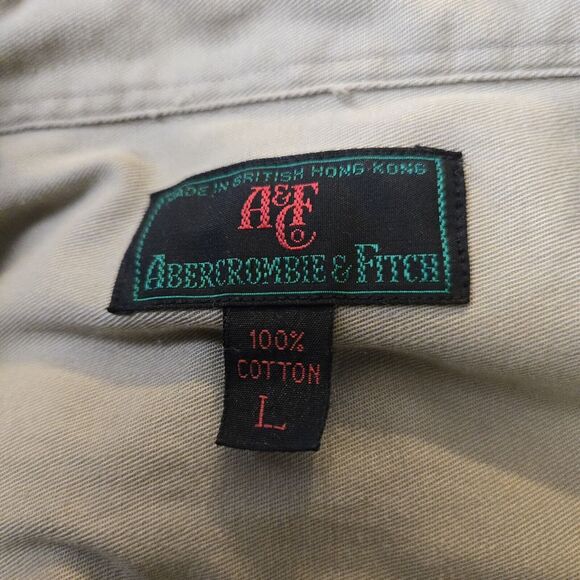 MADE IN BRITISH HONG KONG
A&F
Co
ABERCROMBIE & FITCH
100%
COTTON
L